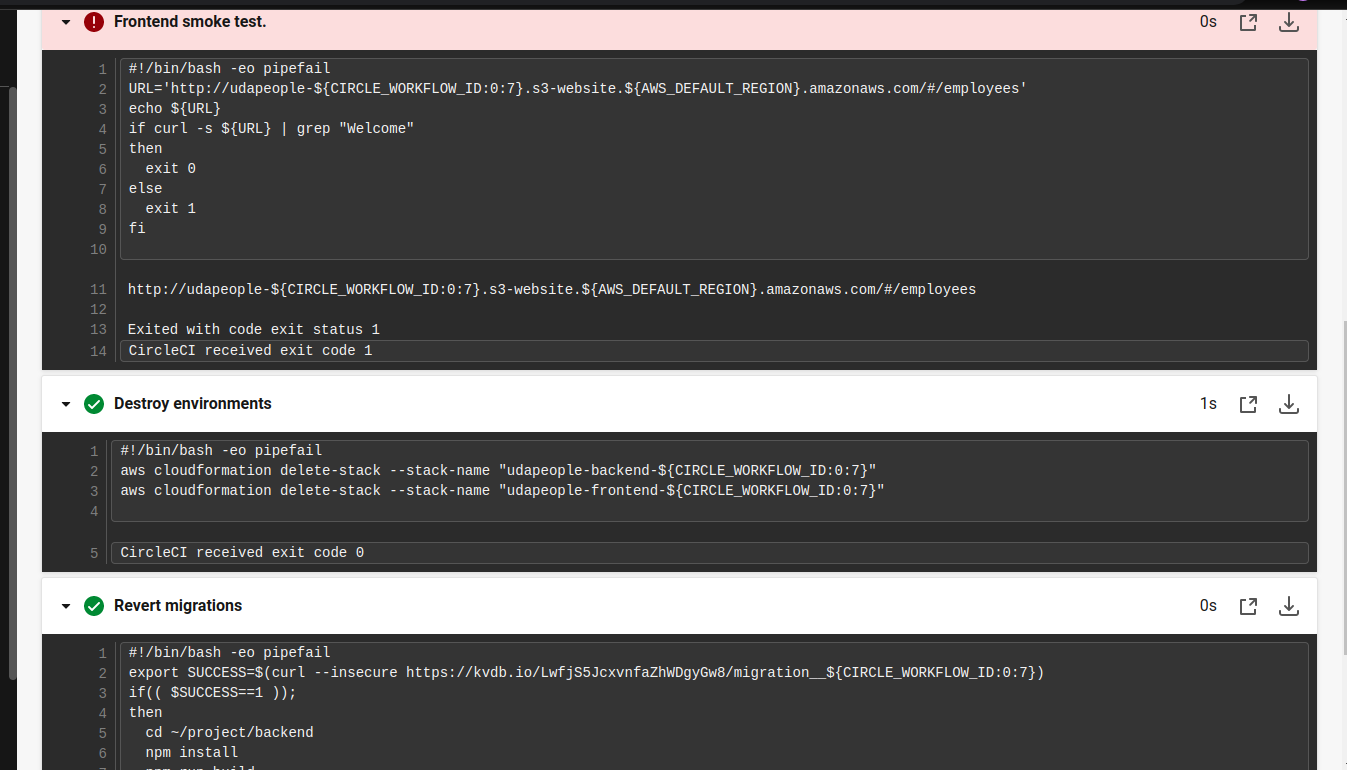 Frontend smoke test. 0s
1 #!/bin/bash -eo pipefail
2 URL='http://udapeople-${CIRCLE_WORKFLOW_ID:0:7}.s3-website.${AWS_DEFAULT_REGION}.amazonaws.com/#/employees'
3 echo ${URL}
4 if curl -s ${URL} | grep "Welcome"
5 then
6   exit 0
7 else
8   exit 1
9 fi
10
11 http://udapeople-${CIRCLE_WORKFLOW_ID:0:7}.s3-website.${AWS_DEFAULT_REGION}.amazonaws.com/#/employees
12
13 Exited with code exit status 1
14 CircleCI received exit code 1
Destroy environments 1s
1 #!/bin/bash -eo pipefail
2 aws cloudformation delete-stack --stack-name "udapeople-backend-${CIRCLE_WORKFLOW_ID:0:7}"
3 aws cloudformation delete-stack --stack-name "udapeople-frontend-${CIRCLE_WORKFLOW_ID:0:7}"
4
5 CircleCI received exit code 0
Revert migrations 0s
1 #!/bin/bash -eo pipefail
2 export SUCCESS=$(curl --insecure https://kvdb.io/LwfjS5JcxvnfaZhWDgyGw8/migration__${CIRCLE_WORKFLOW_ID:0:7})
3 if(( $SUCCESS==1 ));
4 then
5   cd ~/project/backend
6   npm install
7   npm run build